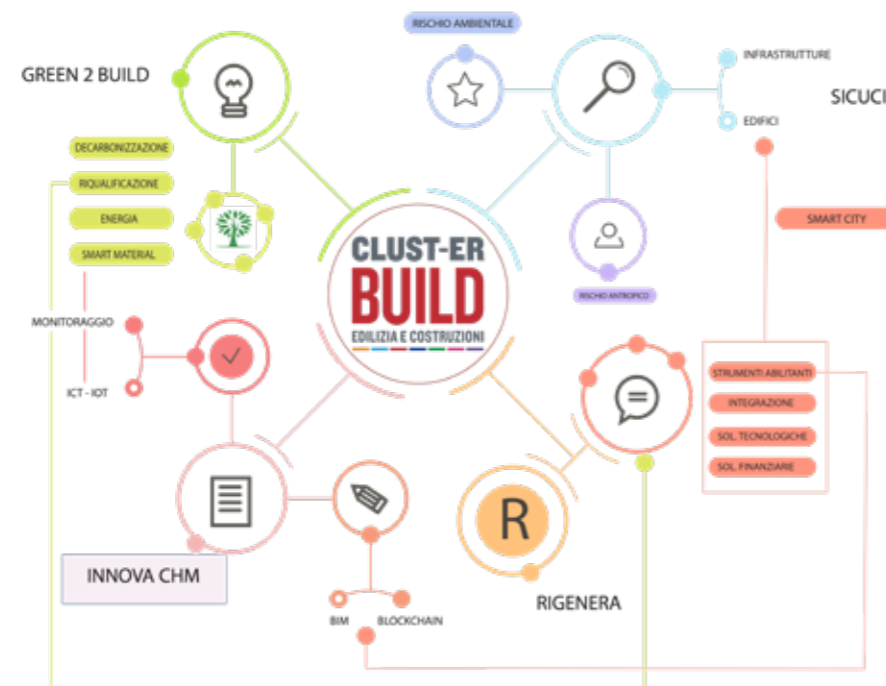 RISCHIO AMBIENTALE
INFRASTRUTTURE
GREEN 2 BUILD
SICUCI
EDIFICI
DECARBONIZZAZIONE
RIQUALIFICAZIONE
ENERGIA
SMART MATERIAL
SMART CITY
CLUST-ER
BUILD
EDILIZIA E COSTRUZIONI
RISCHIO ANTROPICO
MONITORAGGIO
ICT - IOT
STRUMENTI ABILITANTI
INTEGRAZIONE
SOL. TECNOLOGICHE
SOL. FINANZIARIE
R
INNOVA CHM
RIGENERA
BIM
BLOCKCHAIN